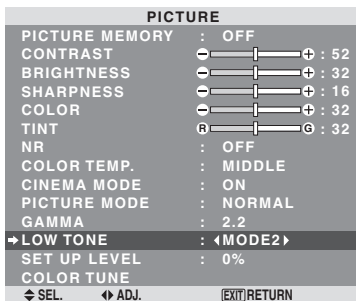 PICTURE
PICTURE MEMORY : OFF
CONTRAST : 52
BRIGHTNESS : 32
SHARPNESS : 16
COLOR : 32
TINT R G : 32
NR : OFF
COLOR TEMP. : MIDDLE
CINEMA MODE : ON
PICTURE MODE : NORMAL
GAMMA : 2.2
LOW TONE : MODE2
SET UP LEVEL : 0%
COLOR TUNE
SEL. ADJ. EXIT RETURN